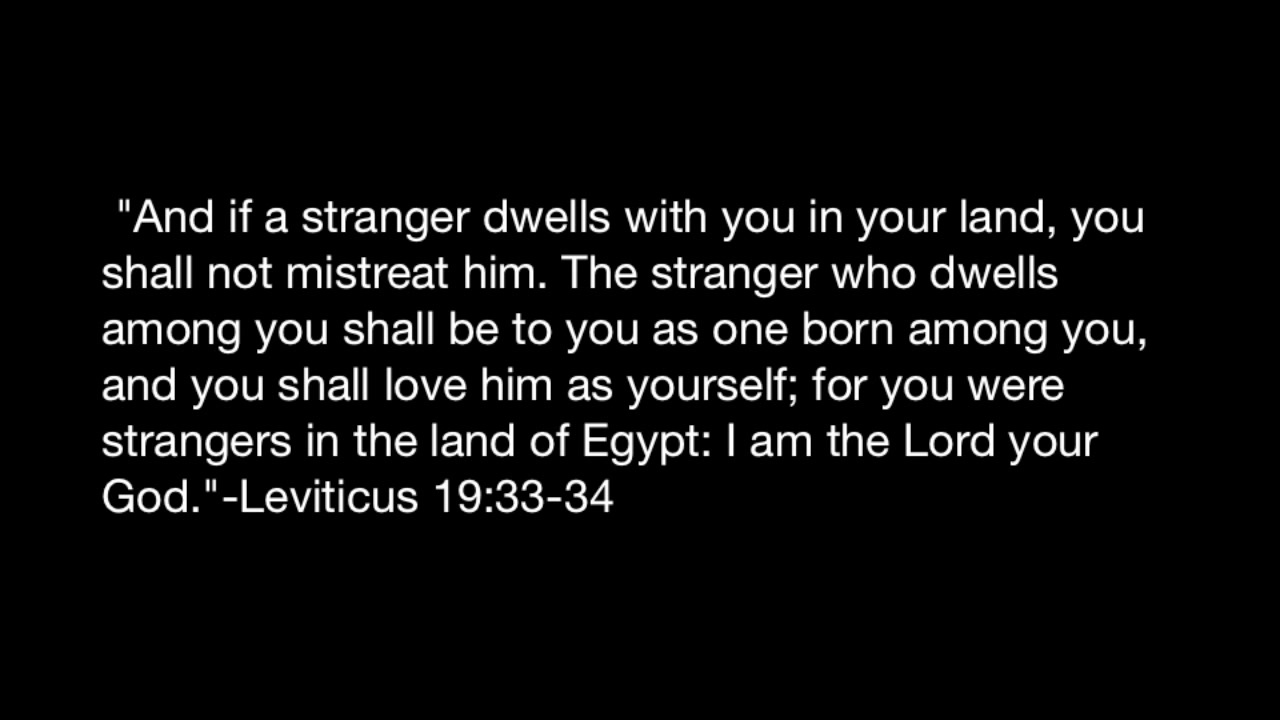 "And if a stranger dwells with you in your land, you
shall not mistreat him. The stranger who dwells
among you shall be to you as one born among you,
and you shall love him as yourself; for you were
strangers in the land of Egypt: I am the Lord your
God."-Leviticus 19:33-34